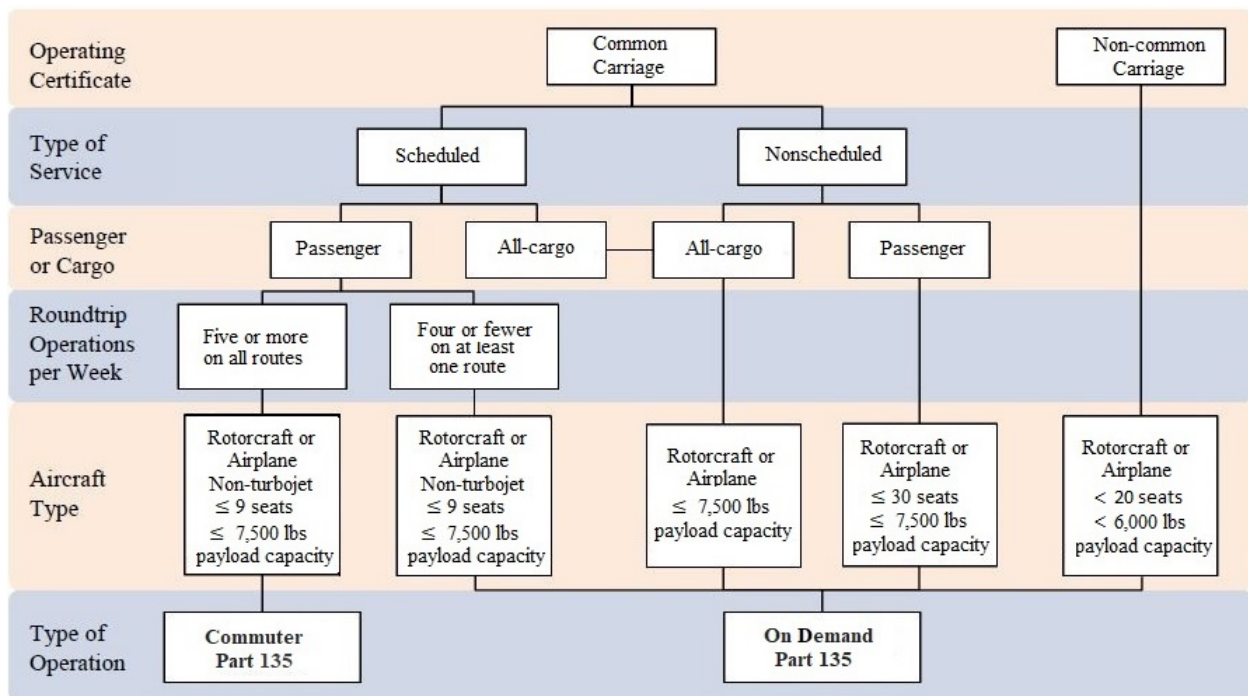 Operating
Certificate
Common
Carriage
Non-common
Carriage
Type of
Service
Scheduled
Nonscheduled
Passenger
or Cargo
Passenger
All-cargo
All-cargo
Passenger
Roundtrip
Operations
per Week
Five or more
on all routes
Four or fewer
on at least
one route
Aircraft
Type
Rotorcraft or
Airplane
Non-turbojet
≤ 9 seats
≤ 7,500 lbs
payload capacity
Rotorcraft or
Airplane
Non-turbojet
≤ 9 seats
≤ 7,500 lbs
payload capacity
Rotorcraft or
Airplane
≤ 7,500 lbs
payload capacity
Rotorcraft or
Airplane
≤ 30 seats
≤ 7,500 lbs
payload capacity
Rotorcraft or
Airplane
< 20 seats
< 6,000 lbs
payload capacity
Type of
Operation
Commuter
Part 135
On Demand
Part 135